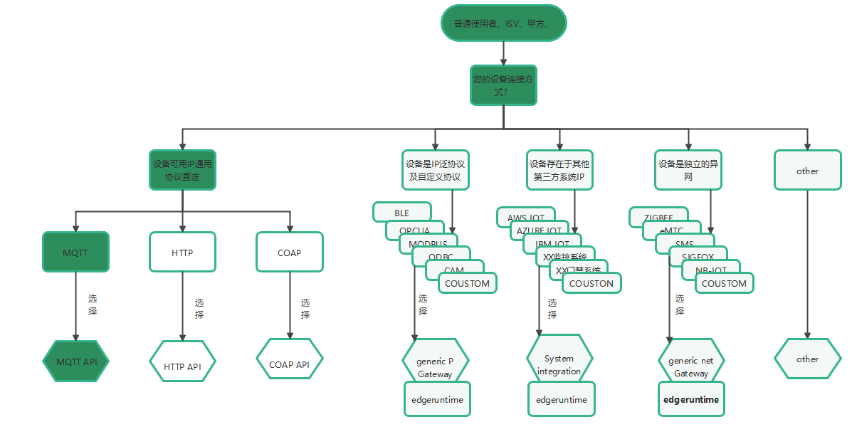 普通使用者、ISV、甲方、
您的设备连接方
式?
设备可用IP通用
协议直连
设备是IP泛协议
及自定义协议
设备存在于其他
第三方系统IP
设备是独立的异
网
other
BLE
OPCUA
MODBUS
ODBC
CAM
COUSTOM
AWS IOT
AZURE IOT
IBM IOT
XX监控系统
XX门禁系统
COUSTON
ZIGBEE
eMTC
SMS
SIGFOX
NB-IOT
COUSTOM
MQTT
HTTP
COAP
选
择
选
择
选
择
选
择
选
择
选
择
MQTT API
HTTP API
COAP API
generic P
Gateway
edgeruntime
System
integration
edgeruntime
generic net
Gateway
edgeruntime
other